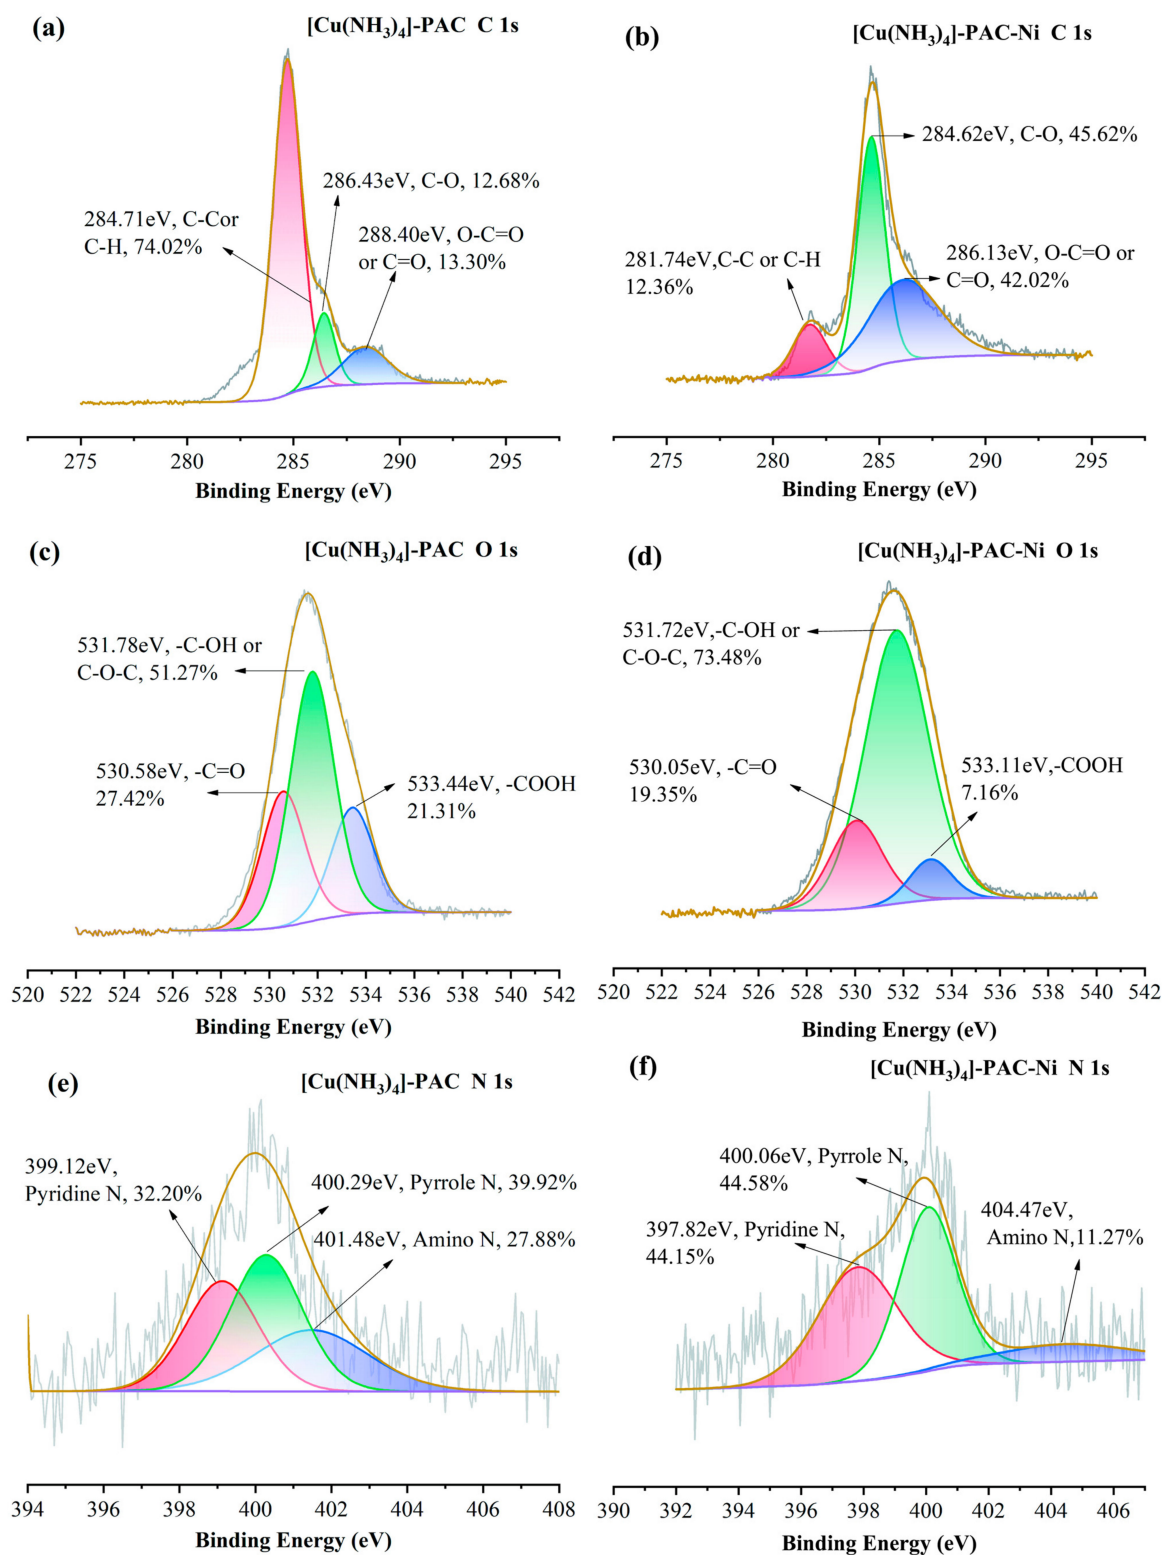 (a)
[Cu(NH3)4]-PAC C 1s
286.43eV, C-O, 12.68%
284.71eV, C-Cor
C-H, 74.02%
288.40eV, O-C=O
or C=O, 13.30%
275 280 285 290 295
Binding Energy (eV)
(b)
[Cu(NH3)4]-PAC-Ni C 1s
284.62eV, C-O, 45.62%
281.74eV,C-C or C-H
12.36%
286.13eV, O-C=O or
C=O, 42.02%
275 280 285 290 295
Binding Energy (eV)
(c)
[Cu(NH3)4]-PAC O 1s
531.78eV, -C-OH or
C-O-C, 51.27%
530.58eV, -C=O
27.42%
533.44eV, -COOH
21.31%
520 522 524 526 528 530 532 534 536 538 540 542
Binding Energy (eV)
(d)
[Cu(NH3)4]-PAC-Ni O 1s
531.72eV,-C-OH or
C-O-C, 73.48%
530.05eV, -C=O
19.35%
533.11eV,-COOH
7.16%
520 522 524 526 528 530 532 534 536 538 540 542
Binding Energy (eV)
(e)
[Cu(NH3)4]-PAC N 1s
399.12eV,
Pyridine N, 32.20%
400.29eV, Pyrrole N, 39.92%
401.48eV, Amino N, 27.88%
394 396 398 400 402 404 406 408
Binding Energy (eV)
(f)
[Cu(NH3)4]-PAC-Ni N 1s
400.06eV, Pyrrole N,
44.58%
397.82eV, Pyridine N,
44.15%
404.47eV,
Amino N,11.27%
390 392 394 396 398 400 402 404 406
Binding Energy (eV)